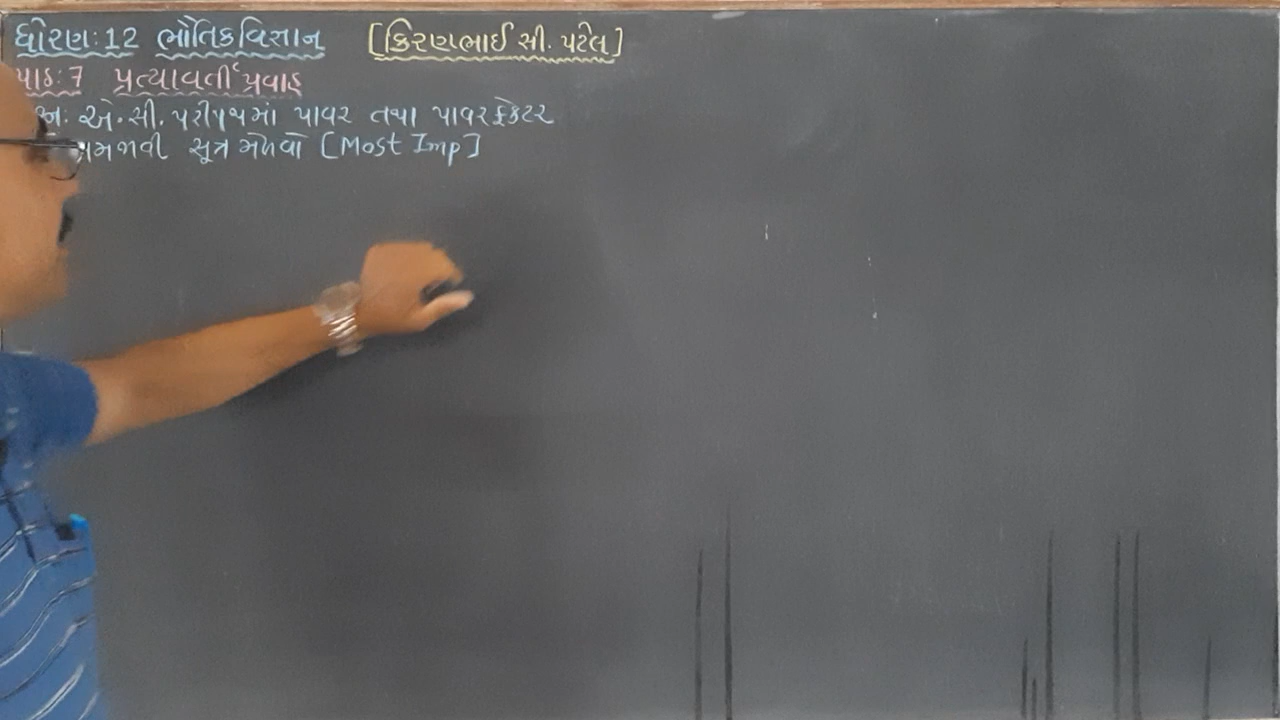 ધોરણ: 12 ભૌતિકવિજ્ઞાન [કિરણભાઈ સી. પટેલ]
પાઠ: 7 પ્રત્યાવર્તી પ્રવાહ
એ.સી. પરીપથમાં પાવર તથા પાવરફેક્ટર
સમજાવી સૂત્ર મેળવો [Most Imp]